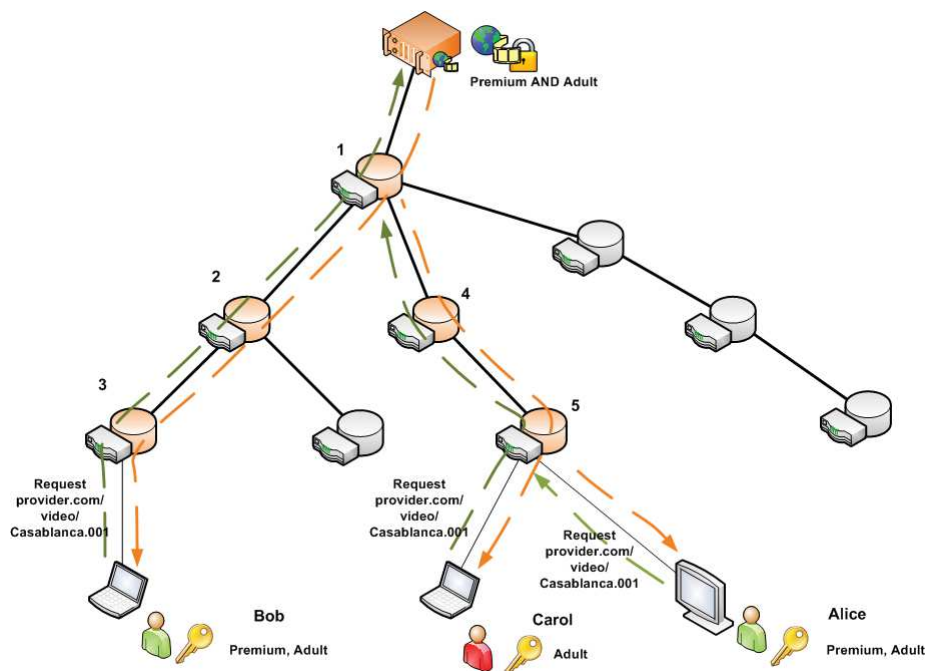 Premium AND Adult
1
2
4
3
5
Request
provider.com/
video/
Casablanca.001
Request
provider.com/
video/
Casablanca.001
Request
provider.com/
video/
Casablanca.001
Bob
Carol
Alice
Premium, Adult
Adult
Premium, Adult